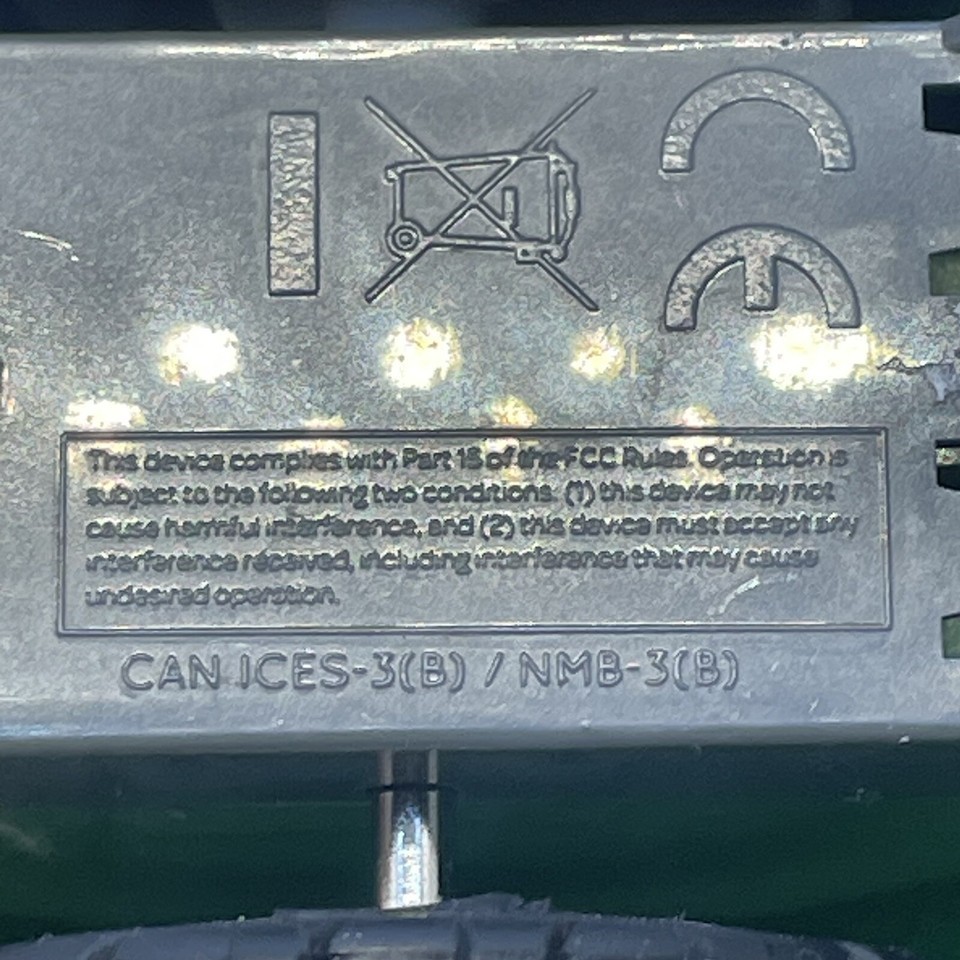 CE
This device complies with Part 15 of the FCC Rules. Operation is
subject to the following two conditions: (1) this device may not
cause harmful interference, and (2) this device must accept any
interference received, including interference that may cause
undesired operation.
CAN ICES-3(B) / NMB-3(B)